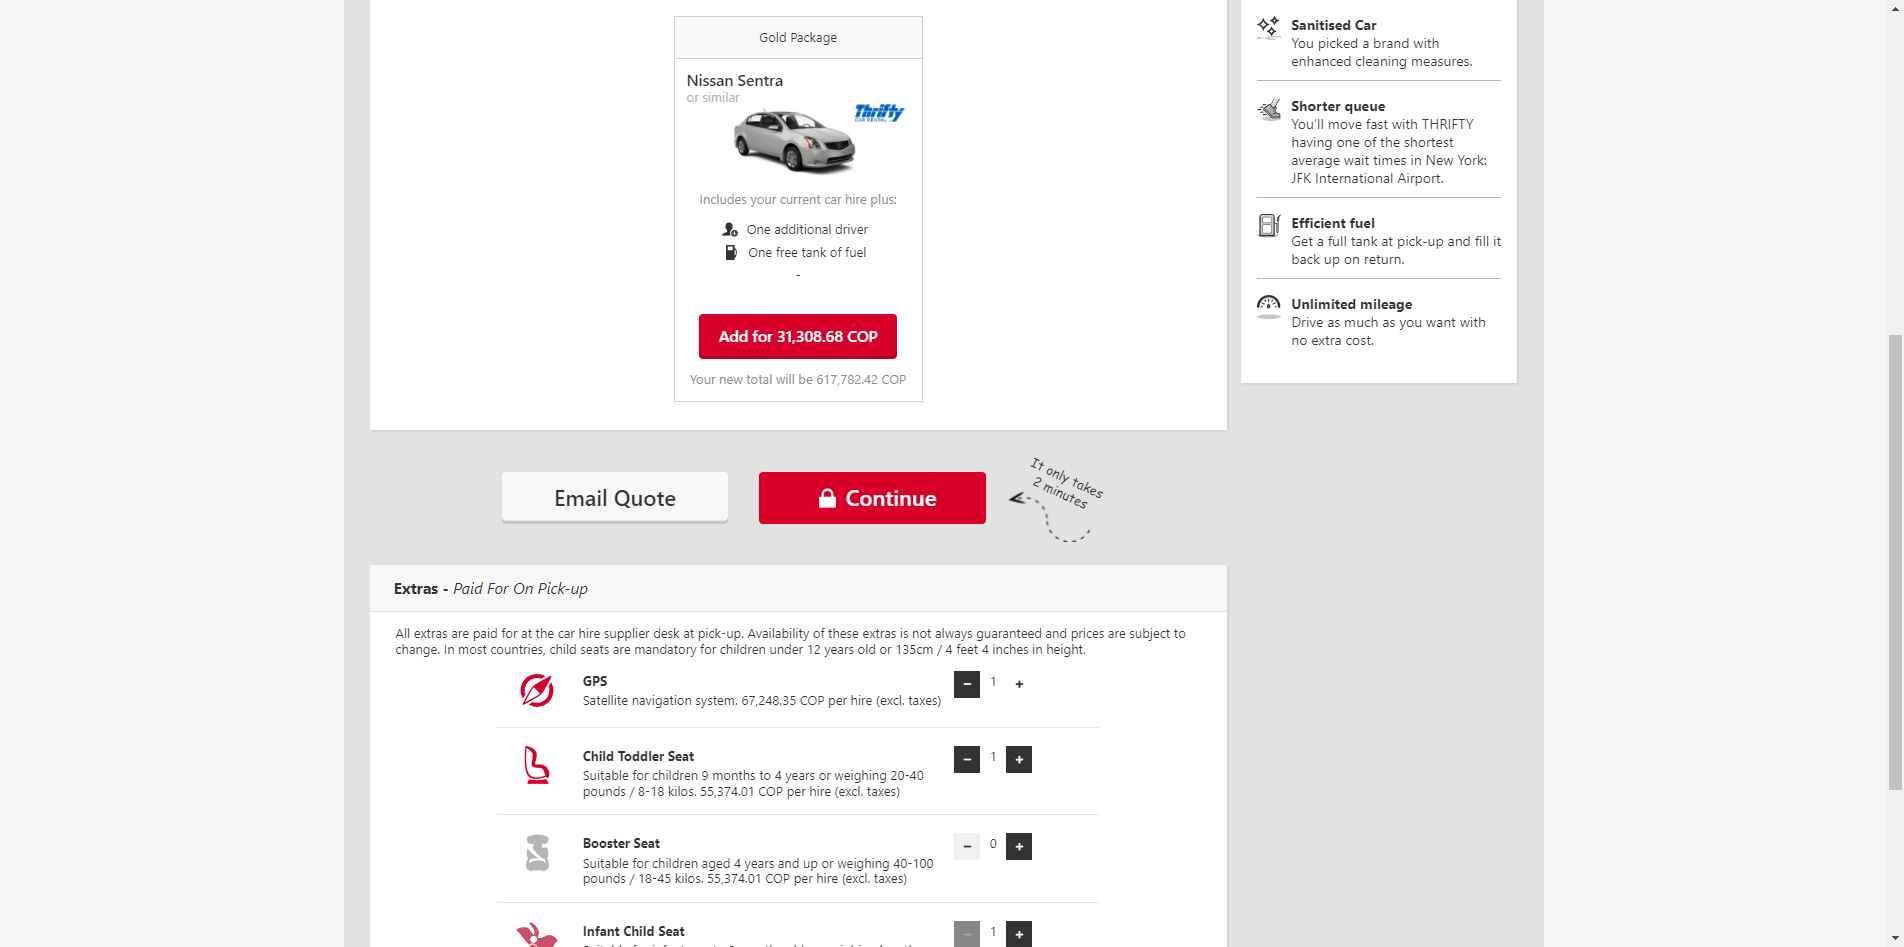 Gold Package
Nissan Sentra
or similar
Thrifty
CAR RENTAL
Includes your current car hire plus:
One additional driver
One free tank of fuel
-
Add for 31,308.68 COP
Your new total will be 617,782.42 COP
Sanitised Car
You picked a brand with
enhanced cleaning measures.
Shorter queue
You'll move fast with THRIFTY
having one of the shortest
average wait times in New York:
JFK International Airport.
Efficient fuel
Get a full tank at pick-up and fill it
back up on return.
Unlimited mileage
Drive as much as you want with
no extra cost.
Email Quote
Continue
It only takes
2 minutes
Extras - Paid For On Pick-up
All extras are paid for at the car hire supplier desk at pick-up. Availability of these extras is not always guaranteed and prices are subject to
change. In most countries, child seats are mandatory for children under 12 years old or 135cm / 4 feet 4 inches in height.
GPS
Satellite navigation system. 67,248.35 COP per hire (excl. taxes)
- 1 +
Child Toddler Seat
Suitable for children 9 months to 4 years or weighing 20-40
pounds / 8-18 kilos. 55,374.01 COP per hire (excl. taxes)
- 1 +
Booster Seat
Suitable for children aged 4 years and up or weighing 40-100
pounds / 18-45 kilos. 55,374.01 COP per hire (excl. taxes)
- 0 +
Infant Child Seat
- 1 +